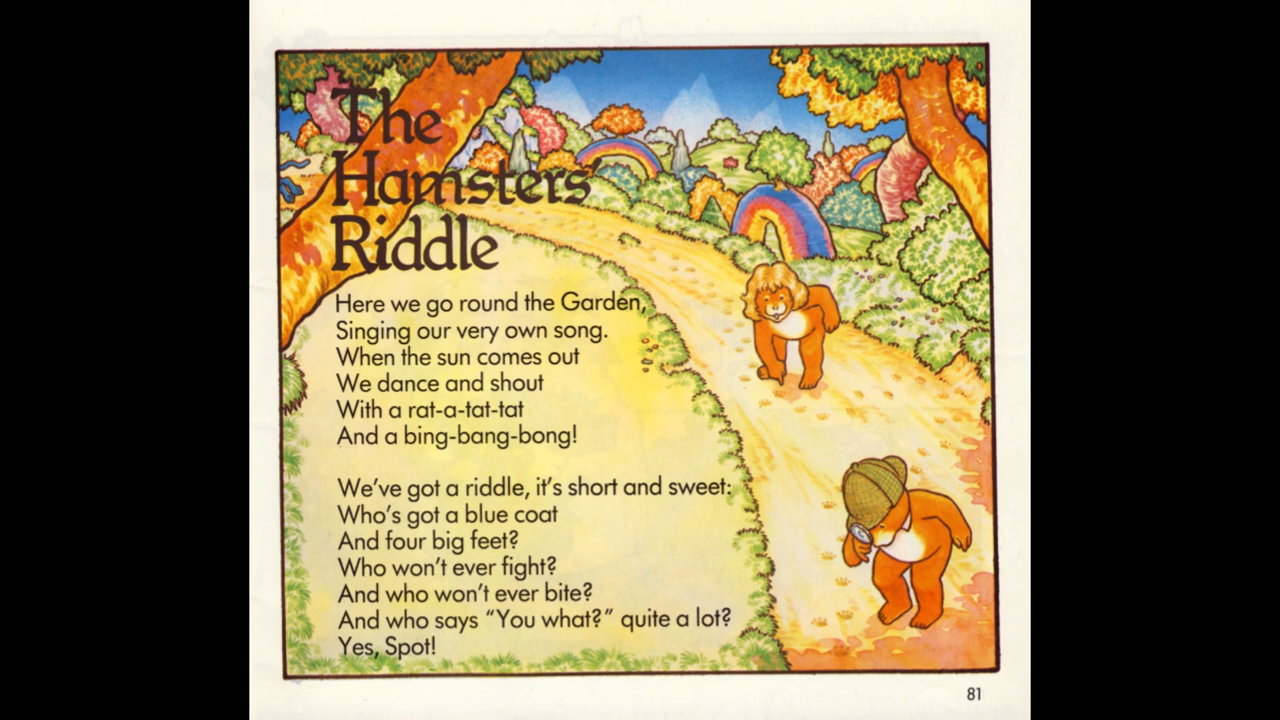 The
Hamsters'
Riddle
Here we go round the Garden,
Singing our very own song.
When the sun comes out
We dance and shout
With a rat-a-tat-tat
And a bing-bang-bong!
We've got a riddle, it's short and sweet:
Who's got a blue coat
And four big feet?
Who won't ever fight?
And who won't ever bite?
And who says “You what?” quite a lot?
Yes, Spot!
81